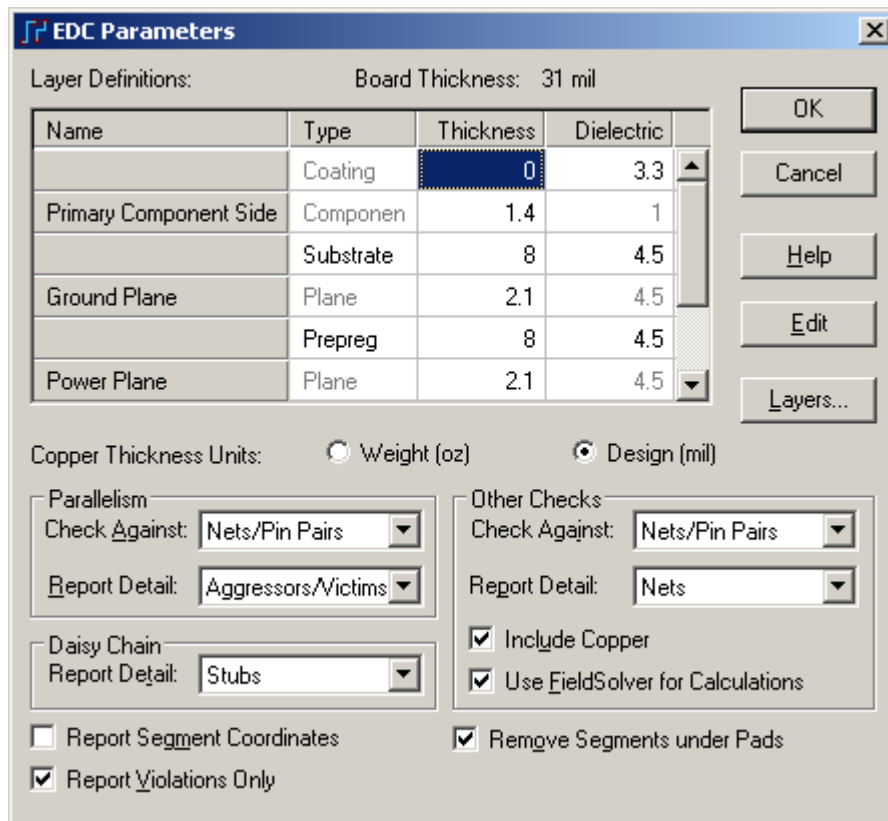 EDC Parameters
Layer Definitions: Board Thickness: 31 mil
Name Type Thickness Dielectric
Coating 0 3.3
Primary Component Side Componen 1.4 1
Substrate 8 4.5
Ground Plane Plane 2.1 4.5
Prepreg 8 4.5
Power Plane Plane 2.1 4.5
OK
Cancel
Help
Edit
Layers...
Copper Thickness Units: Weight (oz) Design (mil)
Parallelism
Check Against: Nets/Pin Pairs
Report Detail: Aggressors/Victims
Daisy Chain
Report Detail: Stubs
Other Checks
Check Against: Nets/Pin Pairs
Report Detail: Nets
Include Copper
Use FieldSolver for Calculations
Report Segment Coordinates
Remove Segments under Pads
Report Violations Only